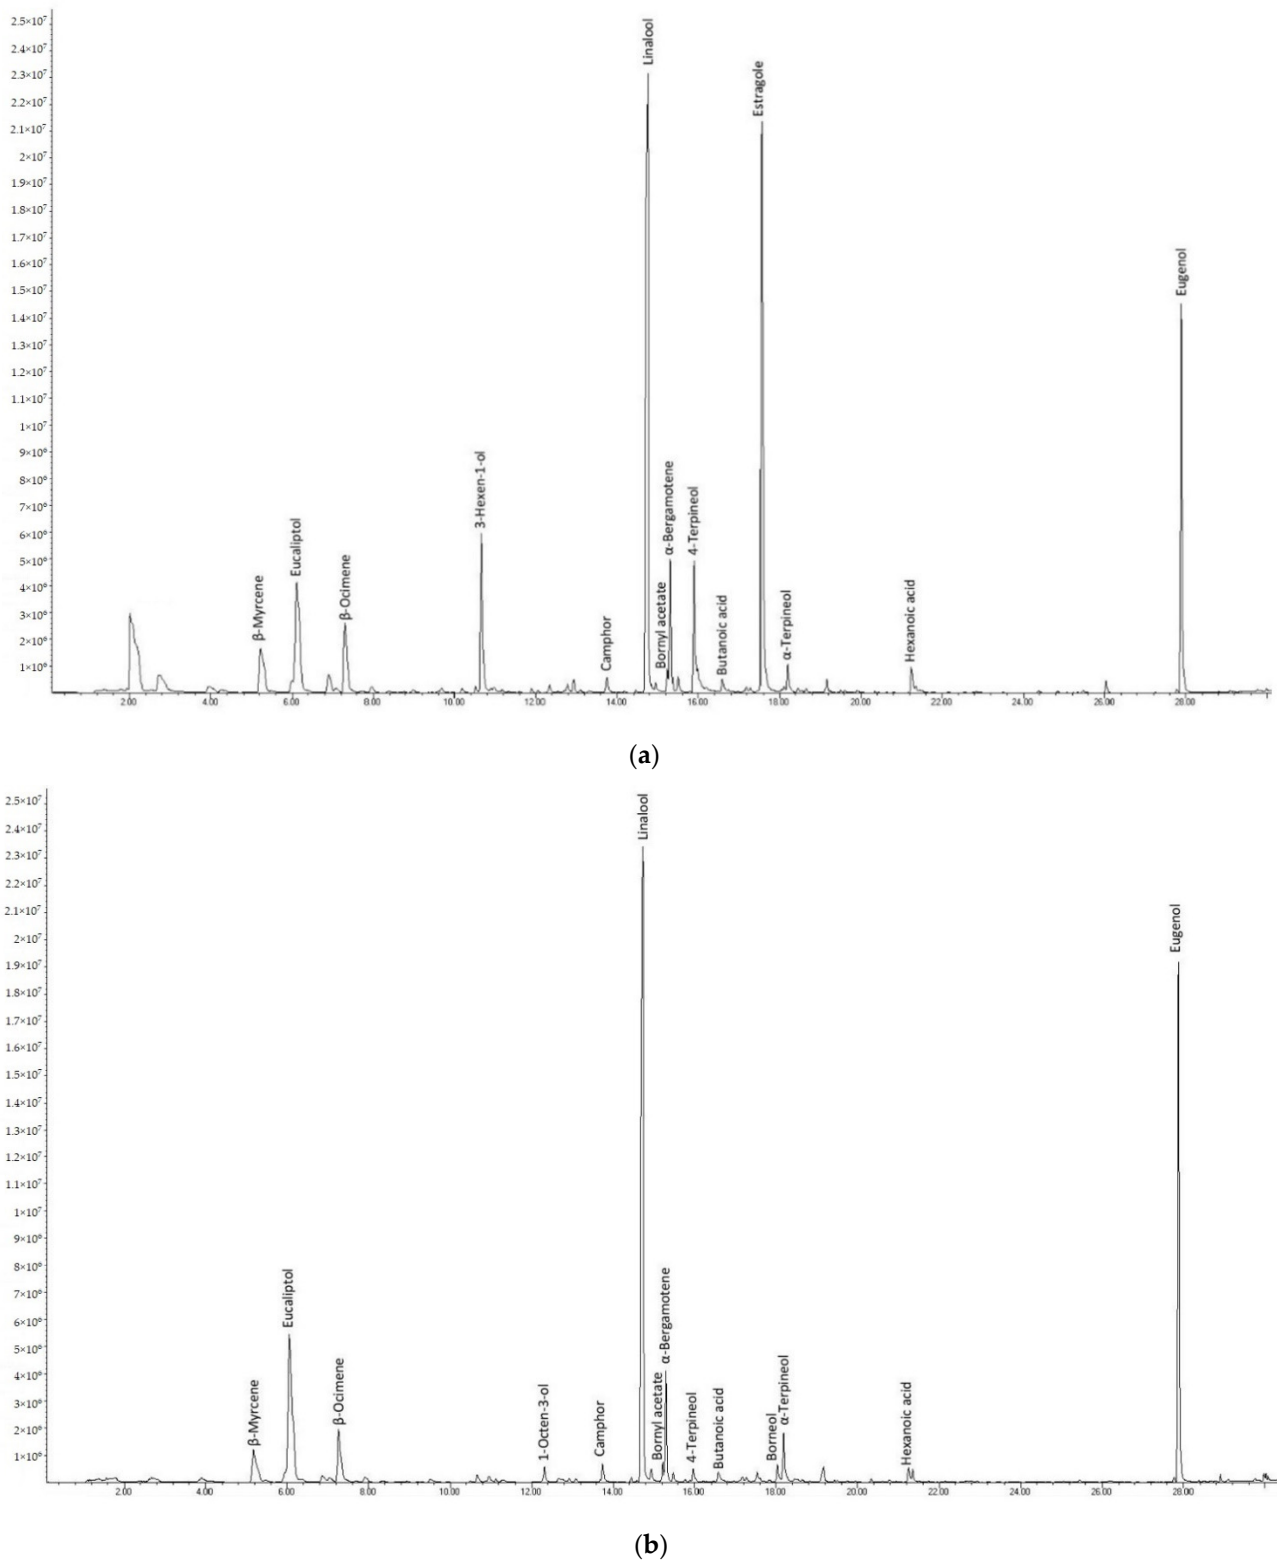 2.5×10⁷
2.4×10⁷
2.3×10⁷
2.2×10⁷
2.1×10⁷
2×10⁷
1.9×10⁷
1.8×10⁷
1.7×10⁷
1.6×10⁷
1.5×10⁷
1.4×10⁷
1.3×10⁷
1.2×10⁷
1.1×10⁷
1×10⁷
9×10⁶
8×10⁶
7×10⁶
6×10⁶
5×10⁶
4×10⁶
3×10⁶
2×10⁶
1×10⁶
β-Myrcene
Eucaliptol
β-Ocimene
3-Hexen-1-ol
Camphor
Linalool
Bornyl acetate
α-Bergamotene
4-Terpineol
Butanoic acid
Estragole
α-Terpineol
Hexanoic acid
Eugenol
2.00 4.00 6.00 8.00 10.00 12.00 14.00 16.00 18.00 20.00 22.00 24.00 26.00 28.00
(a)
2.5×10⁷
2.4×10⁷
2.3×10⁷
2.2×10⁷
2.1×10⁷
2×10⁷
1.9×10⁷
1.8×10⁷
1.7×10⁷
1.6×10⁷
1.5×10⁷
1.4×10⁷
1.3×10⁷
1.2×10⁷
1.1×10⁷
1×10⁷
9×10⁶
8×10⁶
7×10⁶
6×10⁶
5×10⁶
4×10⁶
3×10⁶
2×10⁶
1×10⁶
β-Myrcene
Eucaliptol
β-Ocimene
1-Octen-3-ol
Camphor
Linalool
Bornyl acetate
α-Bergamotene
4-Terpineol
Butanoic acid
Borneol
α-Terpineol
Hexanoic acid
Eugenol
2.00 4.00 6.00 8.00 10.00 12.00 14.00 16.00 18.00 20.00 22.00 24.00 26.00 28.00
(b)